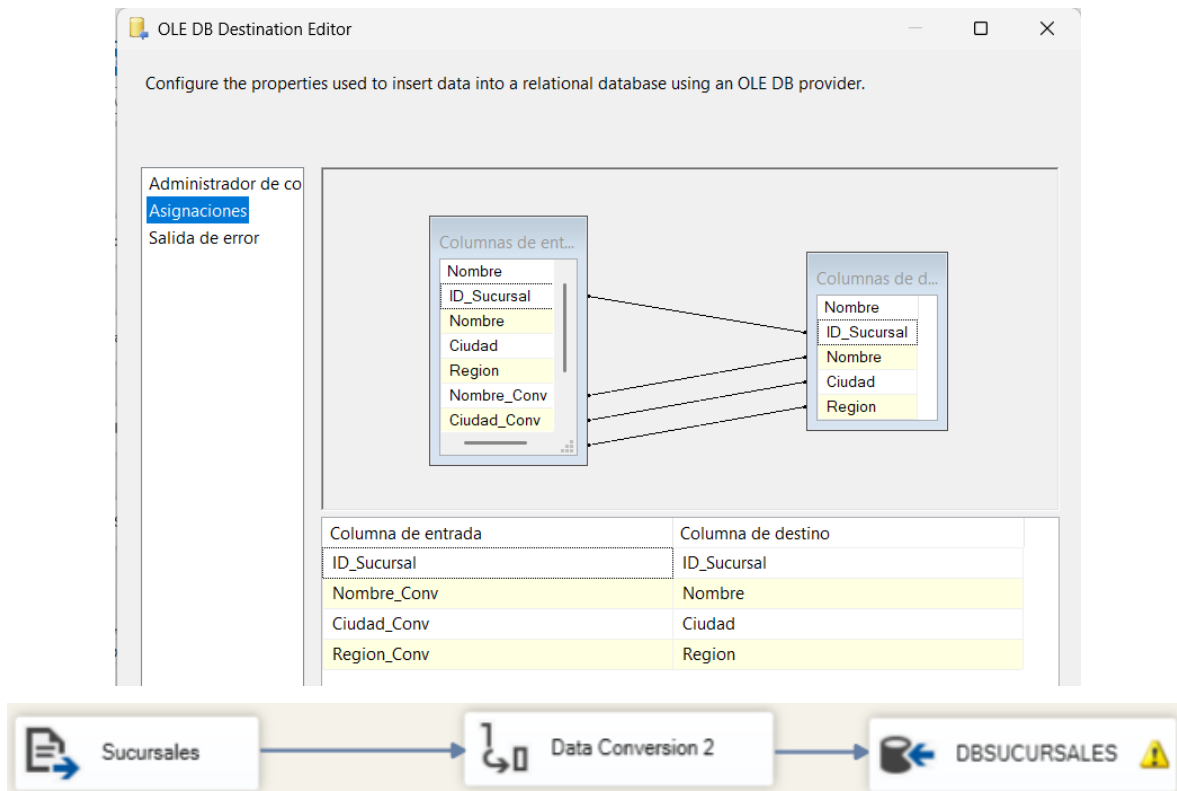 OLE DB Destination Editor
Configure the properties used to insert data into a relational database using an OLE DB provider.
Administrador de co
Asignaciones
Salida de error
Columnas de ent...
Nombre
ID_Sucursal
Nombre
Ciudad
Region
Nombre_Conv
Ciudad_Conv
Columnas de d...
Nombre
ID_Sucursal
Nombre
Ciudad
Region
Columna de entrada Columna de destino
ID_Sucursal ID_Sucursal
Nombre_Conv Nombre
Ciudad_Conv Ciudad
Region_Conv Region
Sucursales Data Conversion 2 DBSUCURSALES